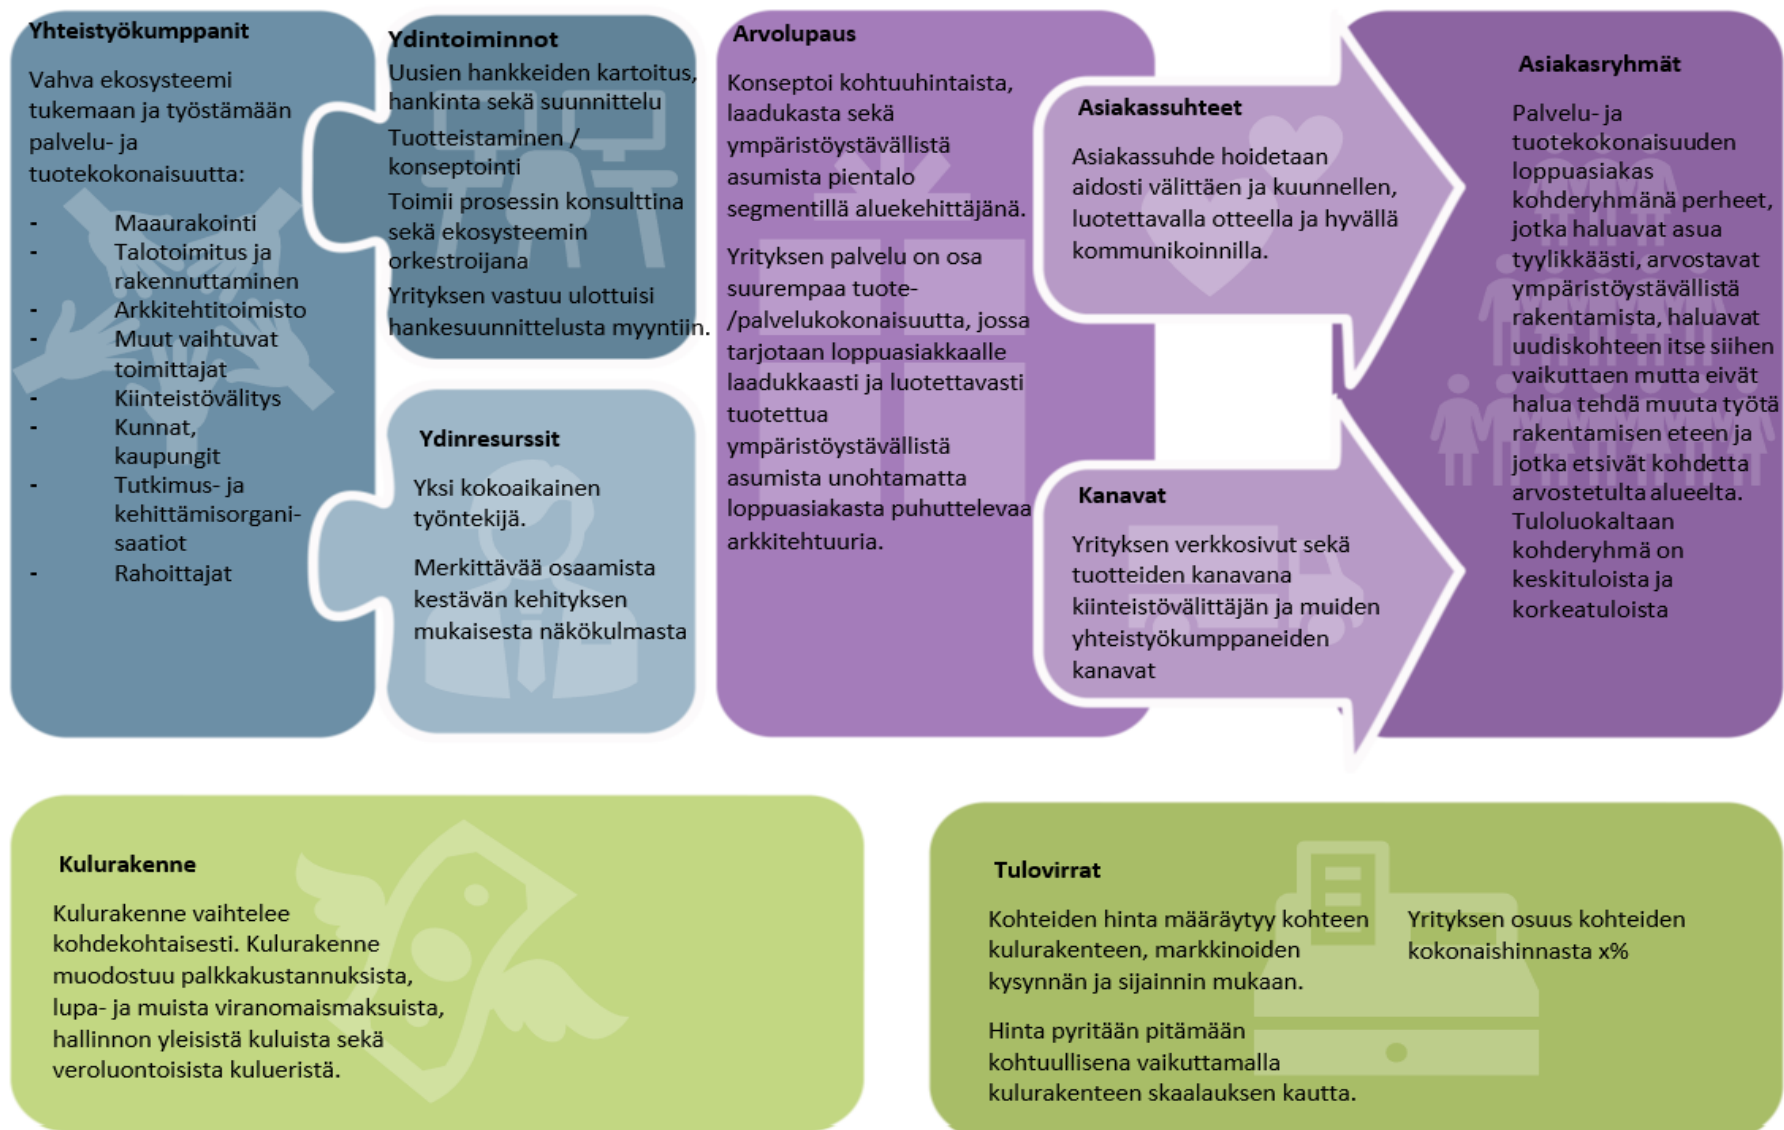 Yhteistyökumppanit
Vahva ekosysteemi
tukemaan ja työstämään
palvelu- ja
tuotekokonaisuutta:
- Maaurakointi
- Talotoimitus ja
rakennuttaminen
- Arkkitehtitoimisto
- Muut vaihtuvat
toimittajat
- Kiinteistövälitys
- Kunnat,
kaupungit
- Tutkimus- ja
kehittämisorgani-
saatiot
- Rahoittajat
Ydintoiminnot
Uusien hankkeiden kartoitus,
hankinta sekä suunnittelu
Tuotteistaminen /
konseptointi
Toimii prosessin konsulttina
sekä ekosysteemin
orkestroijana
Yrityksen vastuu ulottuisi
hankesuunnittelusta myyntiin.
Ydinresurssit
Yksi kokoaikainen
työntekijä.
Merkittävää osaamista
kestävän kehityksen
mukaisesta näkökulmasta
Arvolupaus
Konseptoi kohtuuhintaista,
laadukasta sekä
ympäristöystävällistä
asumista pientalo
segmentillä aluekehittäjänä.
Yrityksen palvelu on osa
suurempaa tuote-
/palvelukokonaisuutta, jossa
tarjotaan loppuasiakkaalle
laadukkaasti ja luotettavasti
tuotettua
ympäristöystävällistä
asumista unohtamatta
loppuasiakasta puhuttelevaa
arkkitehtuuria.
Asiakassuhteet
Asiakassuhde hoidetaan
aidosti välittäen ja kuunnellen,
luotettavalla otteella ja hyvällä
kommunikoinnilla.
Kanavat
Yrityksen verkkosivut sekä
tuotteiden kanavana
kiinteistövälittäjän ja muiden
yhteistyökumppaneiden
kanavat
Asiakasryhmät
Palvelu- ja
tuotekokonaisuuden
loppuasiakas
kohderyhmänä perheet,
jotka haluavat asua
tyylikkäästi, arvostavat
ympäristöystävällistä
rakentamista, haluavat
uudiskohteen itse siihen
vaikuttaen mutta eivät
halua tehdä muuta työtä
rakentamisen eteen ja
jotka etsivät kohdetta
arvostetulta alueelta.
Tuloluokaltaan
kohderyhmä on
keskituloista ja
korkeatuloista
Kulurakenne
Kulurakenne vaihtelee
kohdekohtaisesti. Kulurakenne
muodostuu palkkakustannuksista,
lupa- ja muista viranomaismaksuista,
hallinnon yleisistä kuluista sekä
veroluontoisista kulueristä.
Tulovirrat
Kohteiden hinta määräytyy kohteen
kulurakenteen, markkinoiden
kysynnän ja sijainnin mukaan.
Hinta pyritään pitämään
kohtuullisena vaikuttamalla
kulurakenteen skaalauksen kautta.
Yrityksen osuus kohteiden
kokonaishinnasta x%